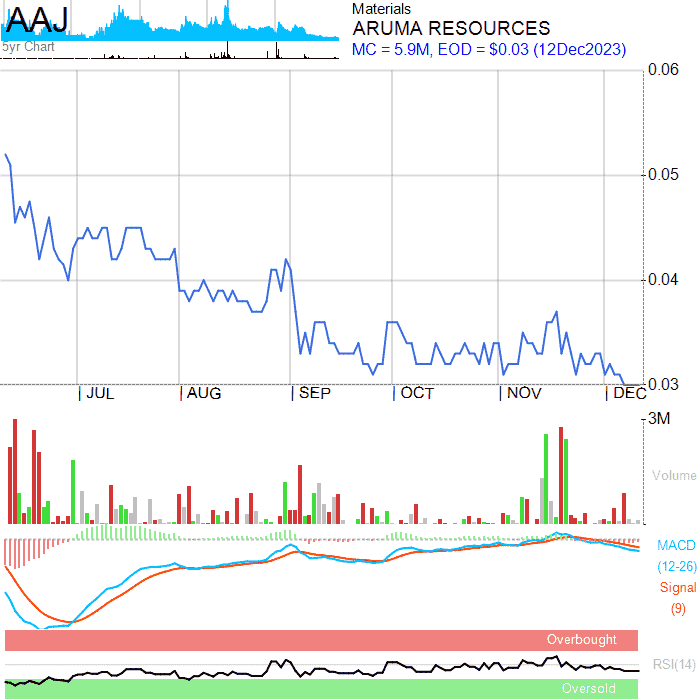 AAJ
5yr Chart
Materials
ARUMA RESOURCES
MC = 5.9M, EOD = $0.03 (12Dec2023)
0.06
0.05
0.04
0.03
JUL AUG SEP OCT NOV DEC
3M
Volume
MACD
(12-26)
Signal
(9)
Overbought
RSI(14)
Oversold